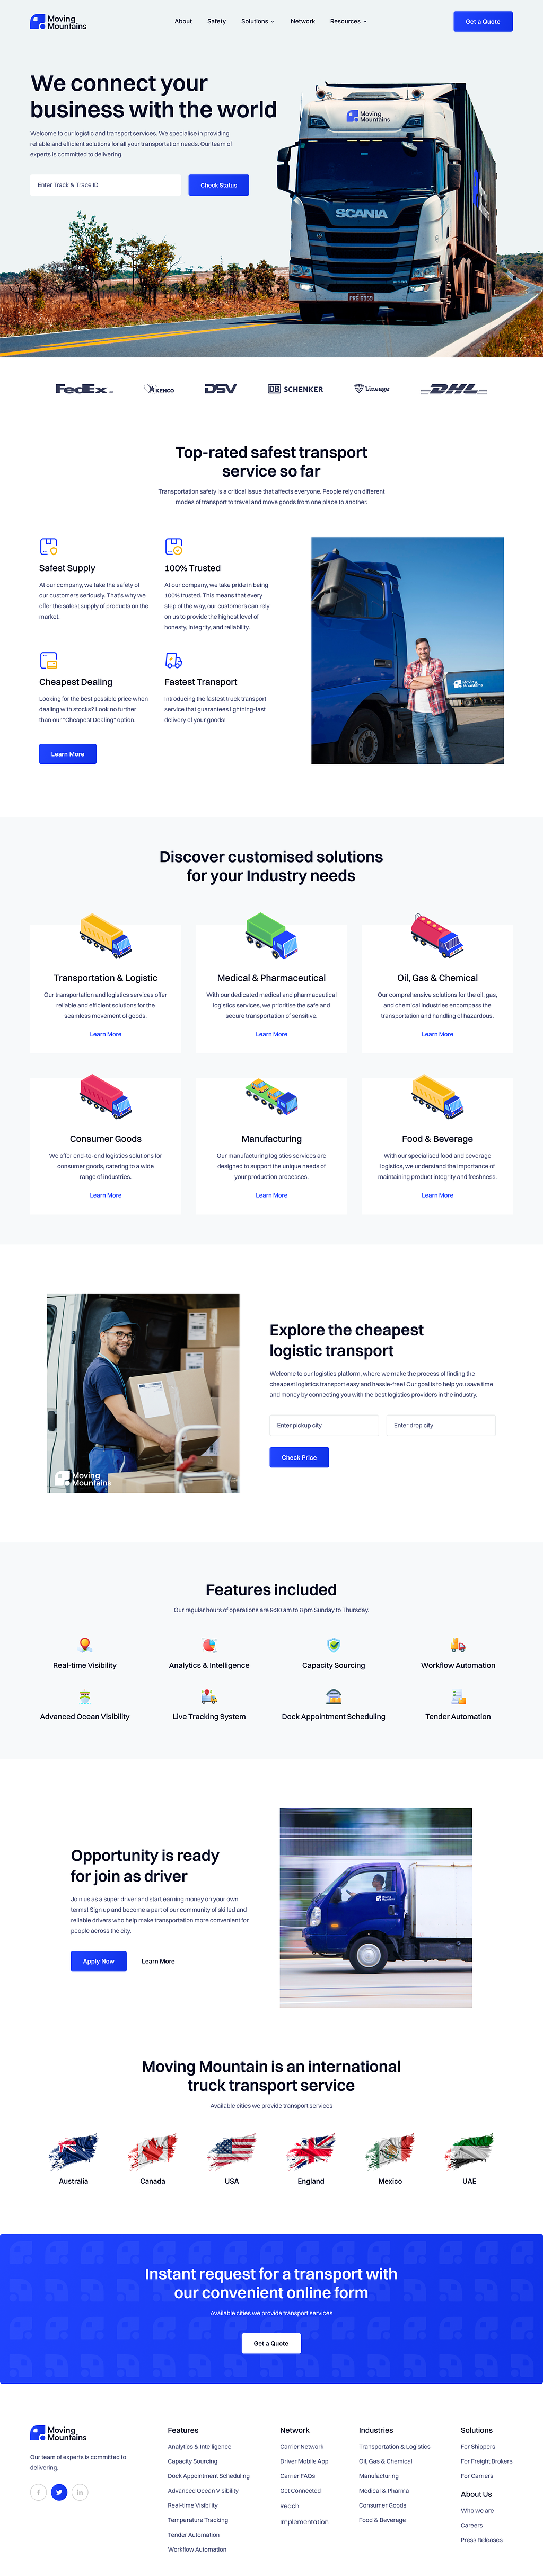 Moving
Mountains
About Safety Solutions Network Resources
Get a Quote
We connect your
business with the world
Welcome to our logistic and transport services. We specialise in providing
reliable and efficient solutions for all your transportation needs. Our team of
experts is committed to delivering.
Enter Track & Trace ID
Check Status
Moving
Mountains
SCANIA
FedEx KENCO DSV DB SCHENKER Lineage DHL
Top-rated safest transport
service so far
Transportation safety is a critical issue that affects everyone. People rely on different
modes of transport to travel and move goods from one place to another.
Safest Supply
At our company, we take the safety of
our customers seriously. That's why we
offer the safest supply of products on the
market.
100% Trusted
At our company, we take pride in being
100% trusted. This means that every
step of the way, our customers can rely
on us to provide the highest level of
honesty, integrity, and reliability.
Cheapest Dealing
Looking for the best possible price when
dealing with stocks? Look no further
than our "Cheapest Dealing" option.
Fastest Transport
Introducing the fastest truck transport
service that guarantees lightning-fast
delivery of your goods!
Learn More
Moving
Mountains
Discover customised solutions
for your Industry needs
Transportation & Logistic
Our transportation and logistics services offer
reliable and efficient solutions for the
seamless movement of goods.
Learn More
Medical & Pharmaceutical
With our dedicated medical and pharmaceutical
logistics services, we prioritise the safe and
secure transportation of sensitive.
Learn More
Oil, Gas & Chemical
Our comprehensive solutions for the oil, gas,
and chemical industries encompass the
transportation and handling of hazardous.
Learn More
Consumer Goods
We offer end-to-end logistics solutions for
consumer goods, catering to a wide
range of industries.
Learn More
Manufacturing
Our manufacturing logistics services are
designed to support the unique needs of
your production processes.
Learn More
Food & Beverage
With our specialised food and beverage
logistics, we understand the importance of
maintaining product integrity and freshness.
Learn More
Moving
Mountains
Explore the cheapest
logistic transport
Welcome to our logistics platform, where we make the process of finding the
cheapest logistics transport easy and hassle-free! Our goal is to help you save time
and money by connecting you with the best logistics providers in the industry.
Enter pickup city
Enter drop city
Check Price
Features included
Our regular hours of operations are 9:30 am to 6 pm Sunday to Thursday.
Real-time Visibility
Analytics & Intelligence
Capacity Sourcing
Workflow Automation
Advanced Ocean Visibility
Live Tracking System
Dock Appointment Scheduling
Tender Automation
Opportunity is ready
for join as driver
Join us as a super driver and start earning money on your own
terms! Sign up and become a part of our community of skilled and
reliable drivers who help make transportation more convenient for
people across the city.
Apply Now
Learn More
Moving
Mountains
Moving Mountain is an international
truck transport service
Available cities we provide transport services
Australia
Canada
USA
England
Mexico
UAE
Instant request for a transport with
our convenient online form
Available cities we provide transport services
Get a Quote
Moving
Mountains
Our team of experts is committed to
delivering.
Features
Analytics & Intelligence
Capacity Sourcing
Dock Appointment Scheduling
Advanced Ocean Visibility
Real-time Visibility
Temperature Tracking
Tender Automation
Workflow Automation
Network
Carrier Network
Driver Mobile App
Carrier FAQs
Get Connected
Reach
Implementation
Industries
Transportation & Logistics
Oil, Gas & Chemical
Manufacturing
Medical & Pharma
Consumer Goods
Food & Beverage
Solutions
For Shippers
For Freight Brokers
For Carriers
About Us
Who we are
Careers
Press Releases